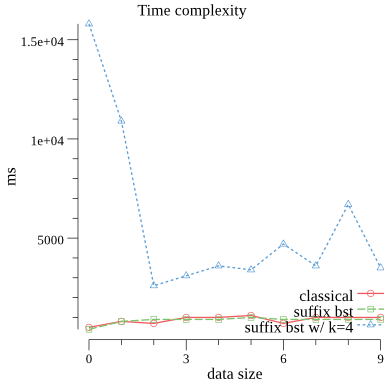 Time complexity
1.5e+04
1e+04
5000
ms
classical
suffix bst
suffix bst w/ k=4
0 3 6 9
data size